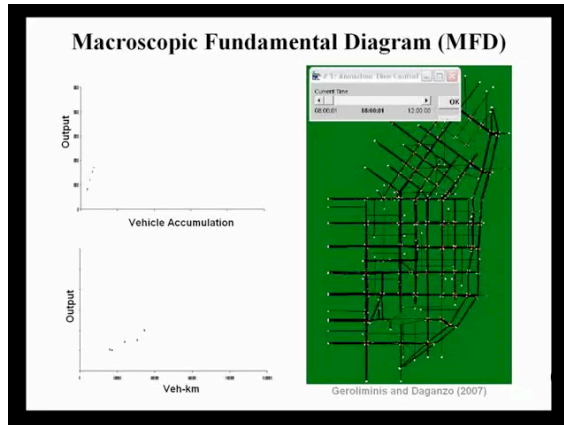 Macroscopic Fundamental Diagram (MFD)
Output
Vehicle Accumulation
Output
Veh-km
Current Time
OK
08:00:01 08:00:01 12:00:00
Geroliminis and Daganzo (2007)